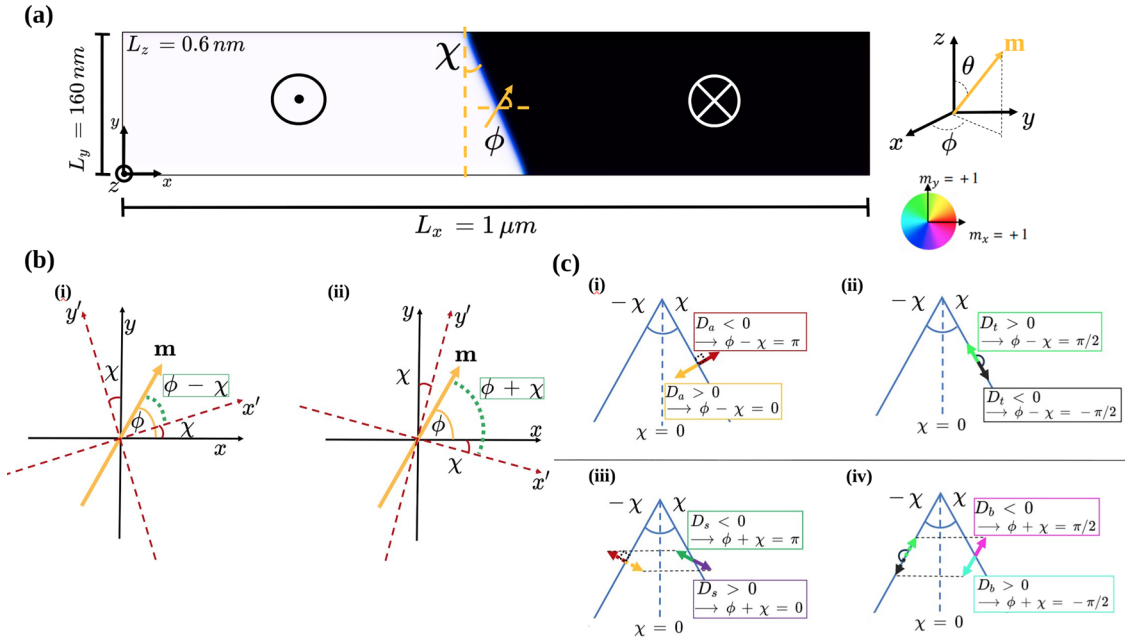 (a)
L_z = 0.6 nm
L_y = 160 nm
y
z
x
χ
ϕ
L_x = 1 μm
z
m
θ
y
x
ϕ
m_y = +1
m_x = +1
(b)
(i)
y′
y
m
χ
ϕ − χ
x′
ϕ
χ
x
(ii)
y
y′
m
χ
ϕ + χ
ϕ
x
χ
x′
(c)
(i)
− χ
χ
D_a < 0
⟶ ϕ − χ = π
D_a > 0
⟶ ϕ − χ = 0
χ = 0
(ii)
− χ
χ
D_t > 0
⟶ ϕ − χ = π/2
D_t < 0
⟶ ϕ − χ = −π/2
χ = 0
(iii)
− χ
χ
D_s < 0
⟶ ϕ + χ = π
D_s > 0
⟶ ϕ + χ = 0
χ = 0
(iv)
− χ
χ
D_b < 0
⟶ ϕ + χ = π/2
D_b > 0
⟶ ϕ + χ = −π/2
χ = 0